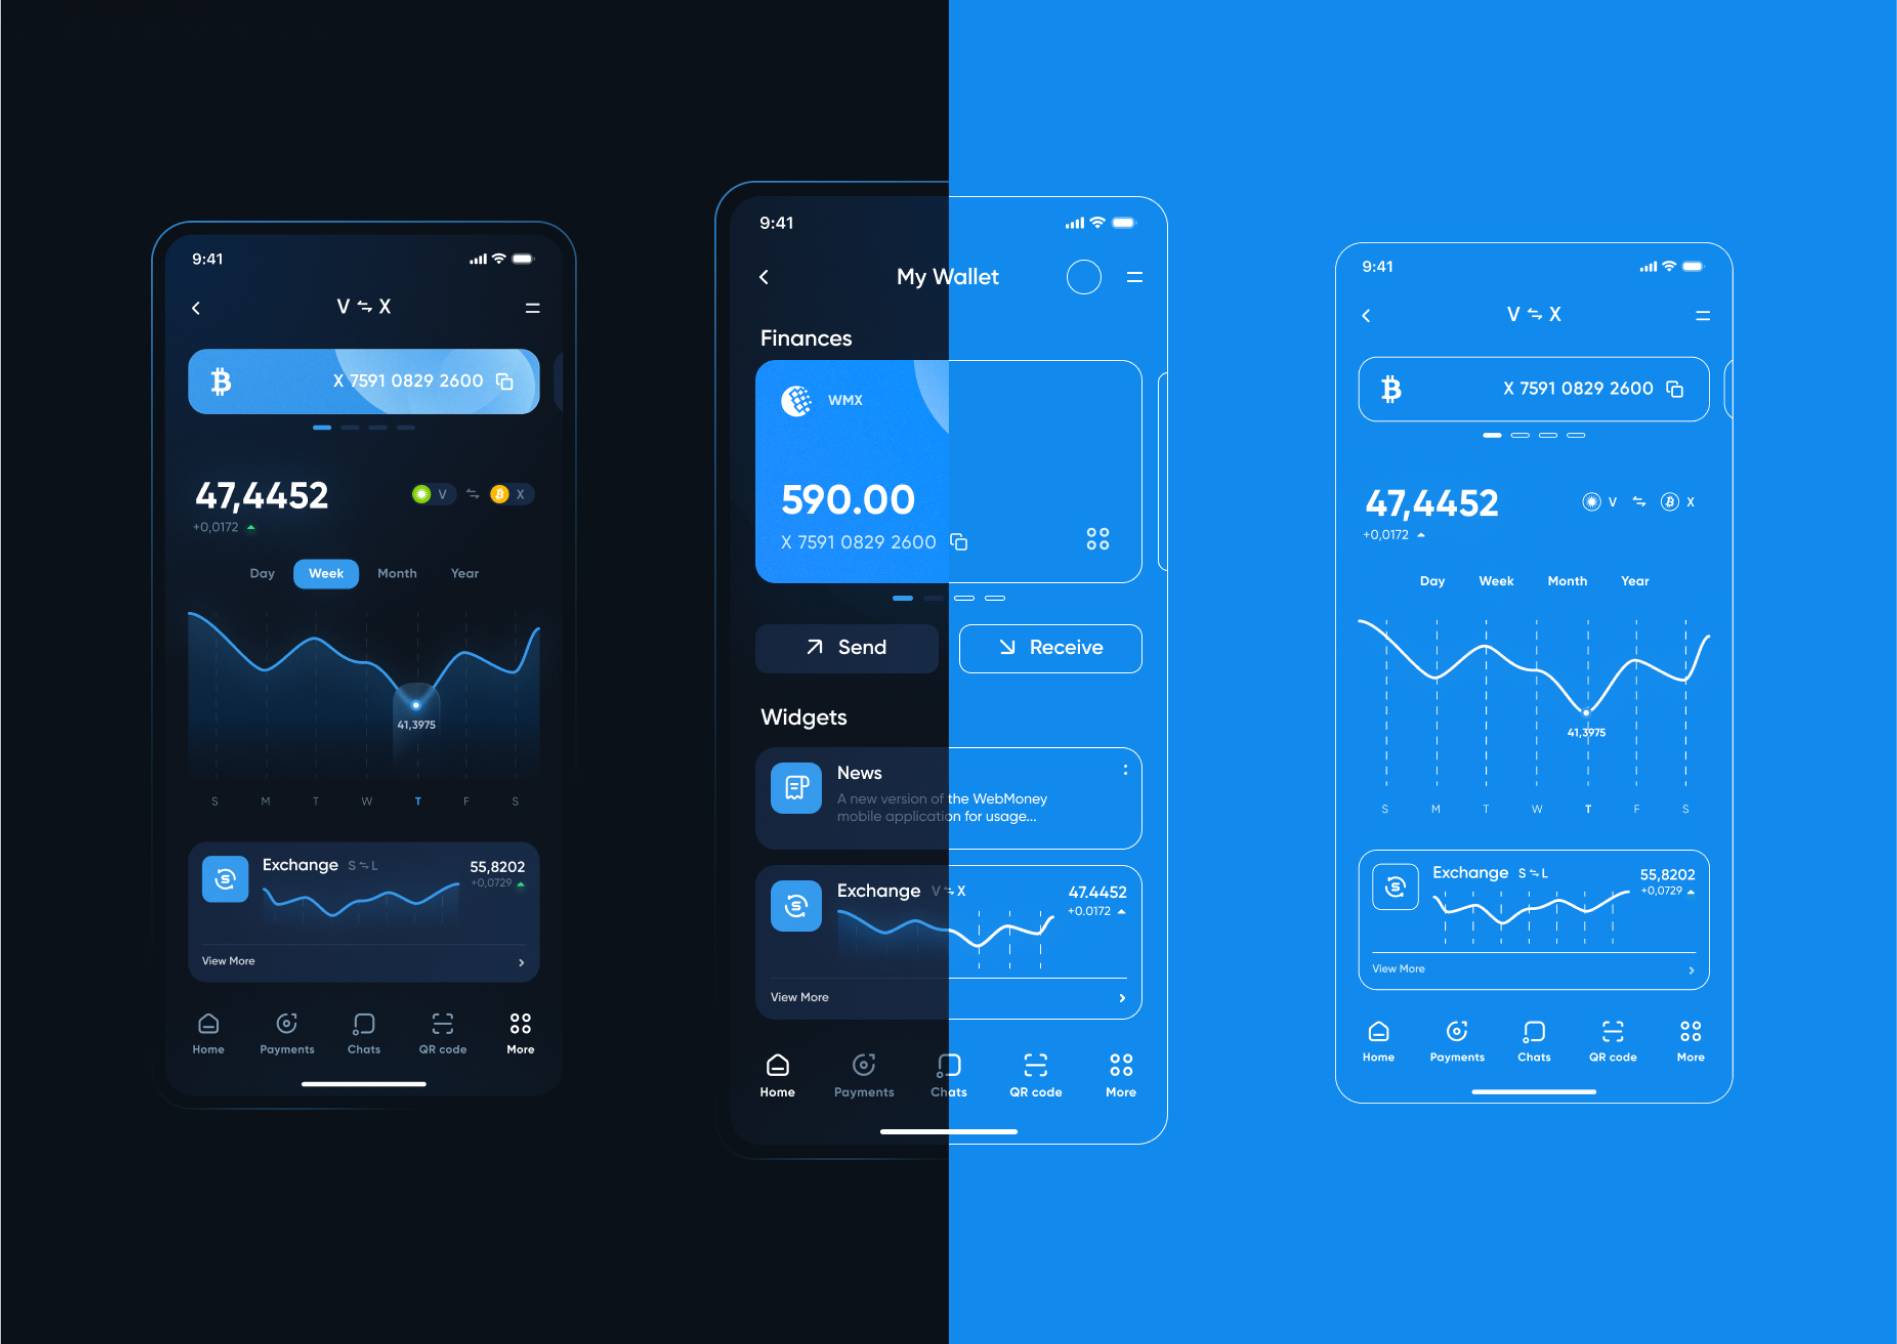 9:41
V ⇆ X
X 7591 0829 2600
47,4452
V ⇆ X
+0,0172
Day Week Month Year
41,3975
S M T W T F S
Exchange S ⇆ L 55,8202
+0,0729
View More
Home Payments Chats QR code More
9:41
My Wallet
Finances
WMX
590.00
X 7591 0829 2600
Send Receive
Widgets
News
A new version of the WebMoney
mobile application for usage...
Exchange V ⇆ X 47.4452
+0.0172
View More
Home Payments Chats QR code More
9:41
V ⇆ X
X 7591 0829 2600
47,4452
V ⇆ X
+0,0172
Day Week Month Year
41,3975
S M T W T F S
Exchange S ⇆ L 55,8202
+0,0729
View More
Home Payments Chats QR code More